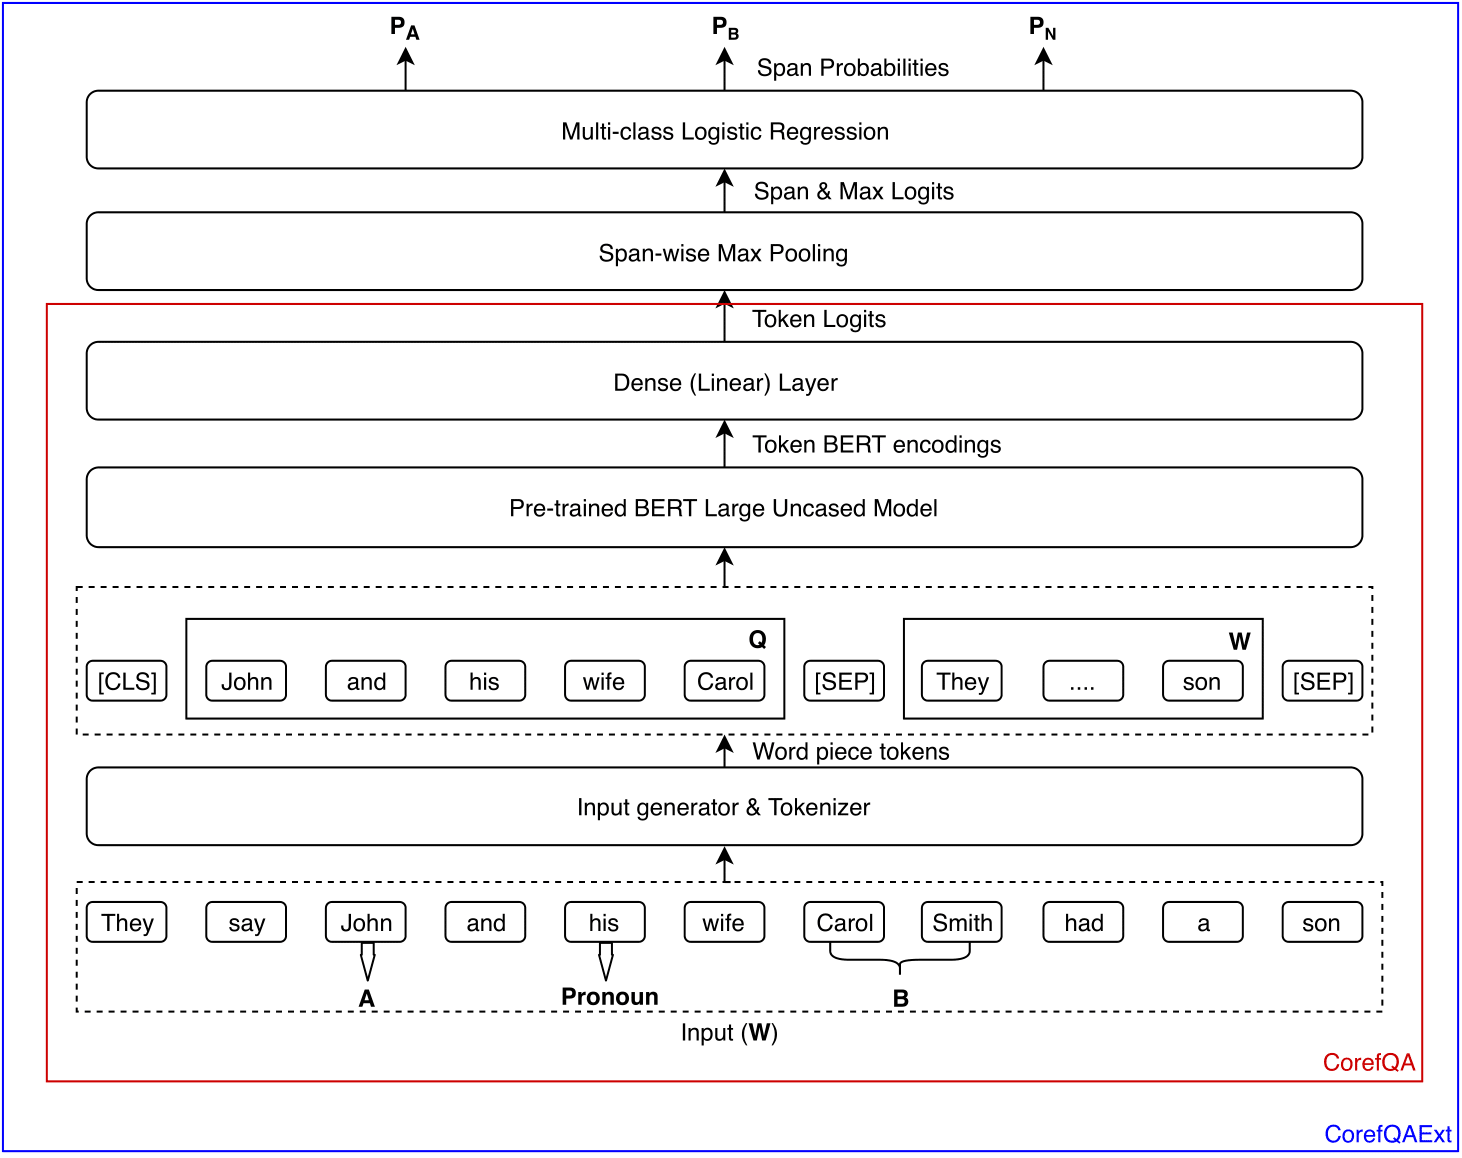 P_A P_B P_N
Span Probabilities
Multi-class Logistic Regression
Span & Max Logits
Span-wise Max Pooling
Token Logits
Dense (Linear) Layer
Token BERT encodings
Pre-trained BERT Large Uncased Model
Q W
[CLS] John and his wife Carol [SEP] They .... son [SEP]
Word piece tokens
Input generator & Tokenizer
They say John and his wife Carol Smith had a son
A Pronoun B
Input (W)
CorefQA
CorefQAExt